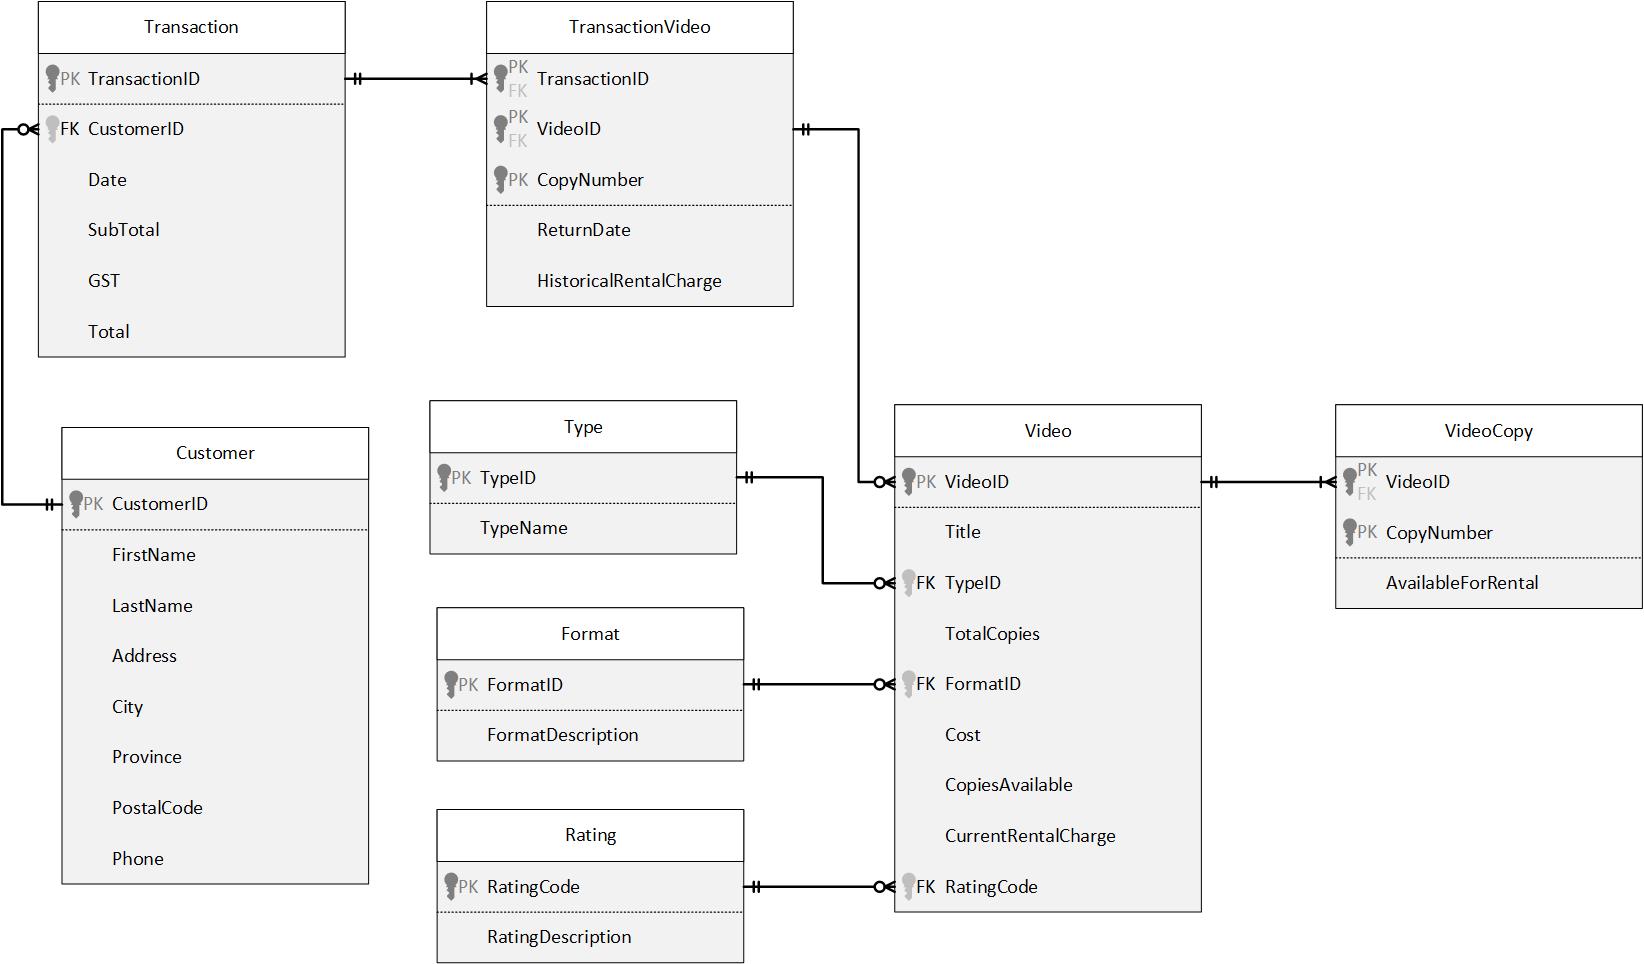 Transaction
PK TransactionID
FK CustomerID
Date
SubTotal
GST
Total
TransactionVideo
PK
FK
TransactionID
PK
FK
VideoID
PK CopyNumber
ReturnDate
HistoricalRentalCharge
Customer
PK CustomerID
FirstName
LastName
Address
City
Province
PostalCode
Phone
Type
PK TypeID
TypeName
Format
PK FormatID
FormatDescription
Rating
PK RatingCode
RatingDescription
Video
PK VideoID
Title
FK TypeID
TotalCopies
FK FormatID
Cost
CopiesAvailable
CurrentRentalCharge
FK RatingCode
VideoCopy
PK
FK
VideoID
PK CopyNumber
AvailableForRental